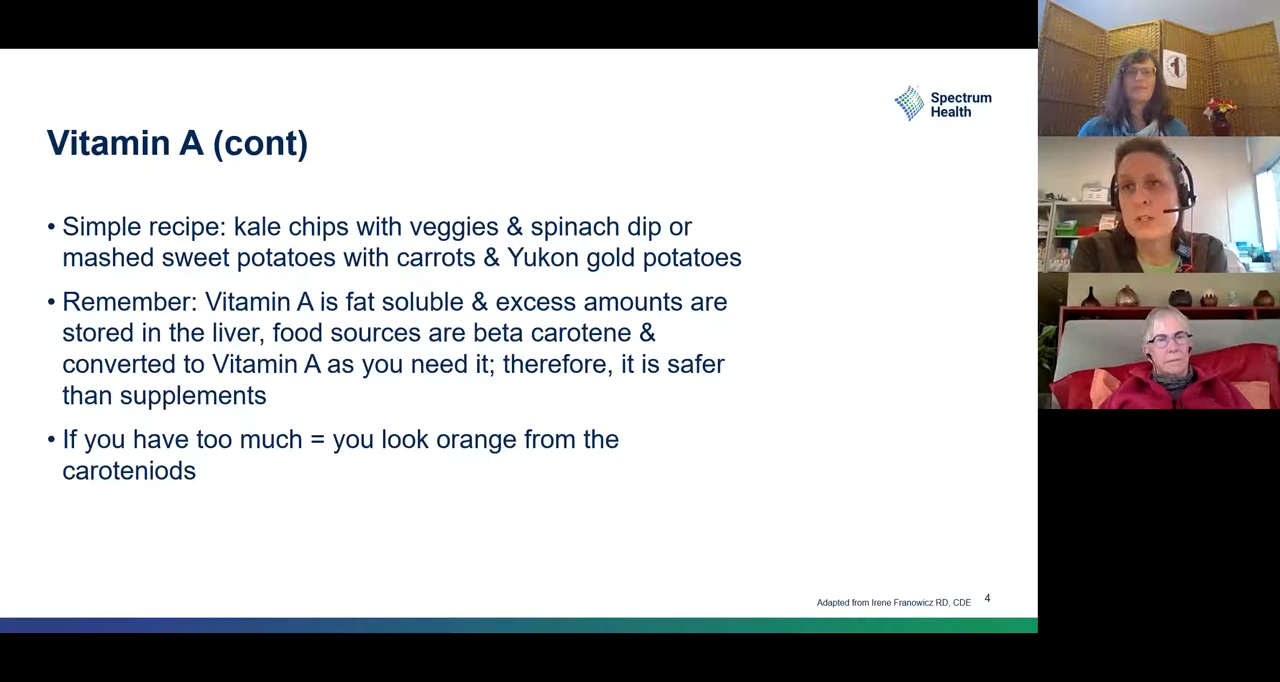 Spectrum
Health
Vitamin A (cont)
• Simple recipe: kale chips with veggies & spinach dip or
mashed sweet potatoes with carrots & Yukon gold potatoes
• Remember: Vitamin A is fat soluble & excess amounts are
stored in the liver, food sources are beta carotene &
converted to Vitamin A as you need it; therefore, it is safer
than supplements
• If you have too much = you look orange from the
caroteniods
Adapted from Irene Franowicz RD, CDE
4